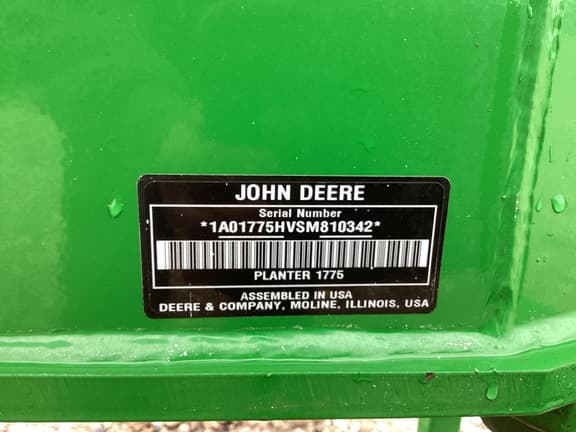 JOHN DEERE
Serial Number
*1A01775HVSM810342*
PLANTER 1775
ASSEMBLED IN USA
DEERE & COMPANY, MOLINE, ILLINOIS, USA